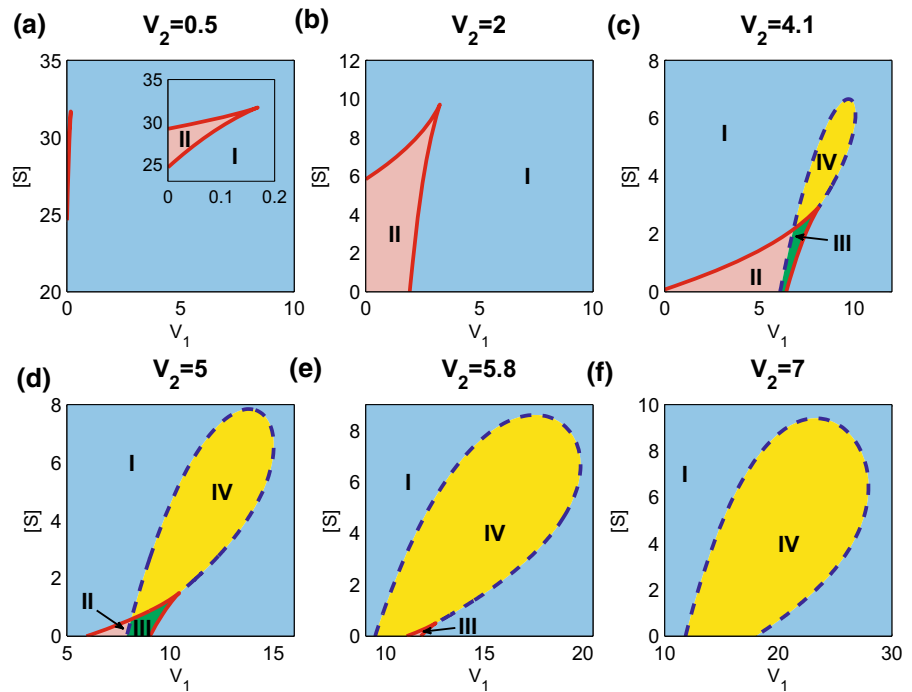 (a) V2=0.5
[S]
35
30
25
20
0 5 10
V1
35
30
25
0 0.1 0.2
II
I
(b) V2=2
12
10
8
6
4
2
0
0 5 10
V1
II
I
(c) V2=4.1
[S]
8
6
4
2
0
0 5 10
V1
I
IV
III
II
(d) V2=5
[S]
8
6
4
2
0
5 10 15
V1
I
IV
II
III
(e) V2=5.8
[S]
8
6
4
2
0
10 15 20
V1
I
IV
III
(f) V2=7
[S]
10
8
6
4
2
0
10 20 30
V1
I
IV